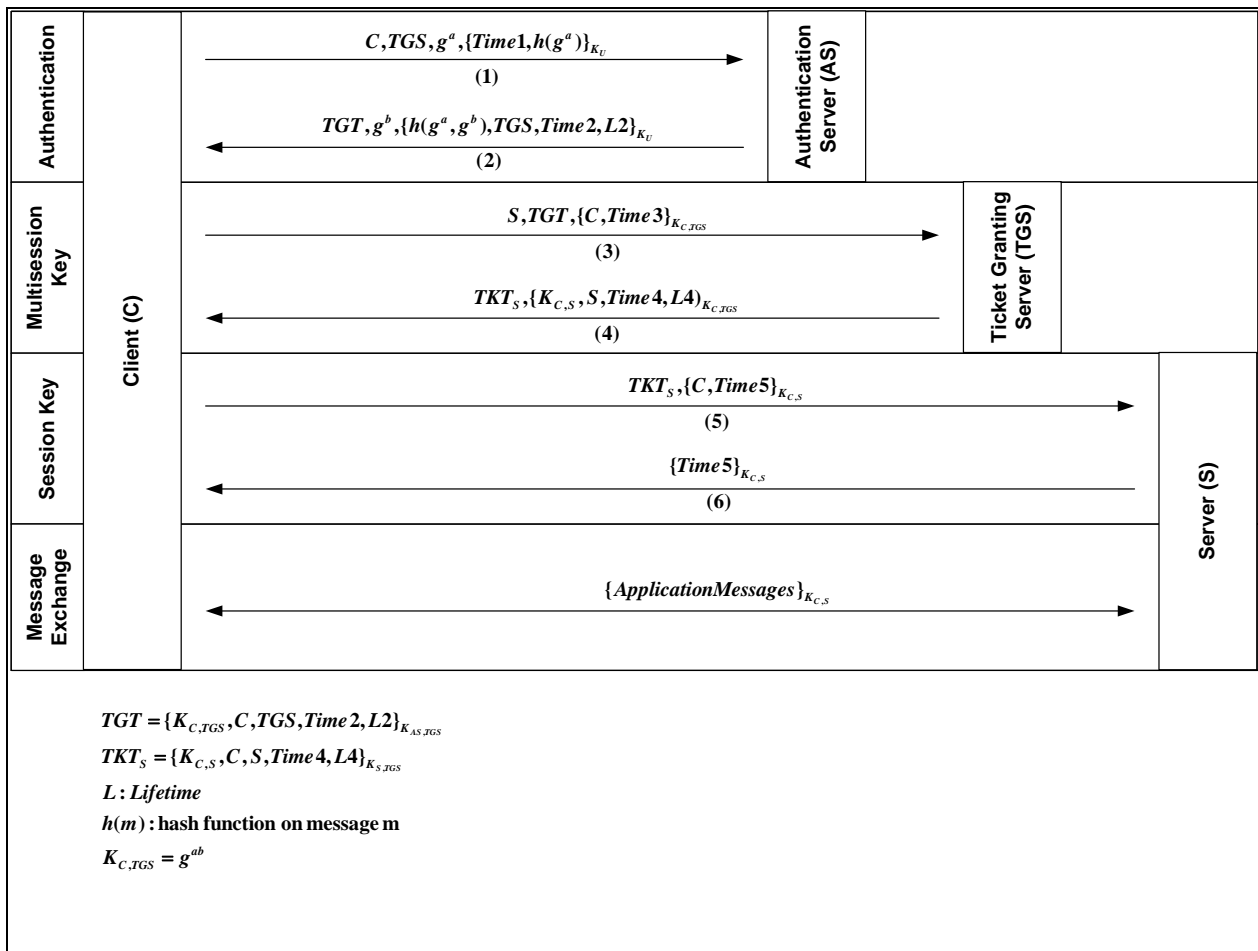 Authentication
Multisession Key
Session Key
Message Exchange
Client (C)
Authentication Server (AS)
Ticket Granting Server (TGS)
Server (S)
C,TGS,g^a,{Time1,h(g^a)}_{K_U}
(1)
TGT,g^b,{h(g^a,g^b),TGS,Time2,L2}_{K_U}
(2)
S,TGT,{C,Time3}_{K_{C,TGS}}
(3)
TKT_S,{K_{C,S},S,Time4,L4)_{K_{C,TGS}}
(4)
TKT_S,{C,Time5}_{K_{C,S}}
(5)
{Time5}_{K_{C,S}}
(6)
{ApplicationMessages}_{K_{C,S}}
TGT = {K_{C,TGS},C,TGS,Time2,L2}_{K_{AS,TGS}}
TKT_S = {K_{C,S},C,S,Time4,L4}_{K_{S,TGS}}
L : Lifetime
h(m) : hash function on message m
K_{C,TGS} = g^{ab}